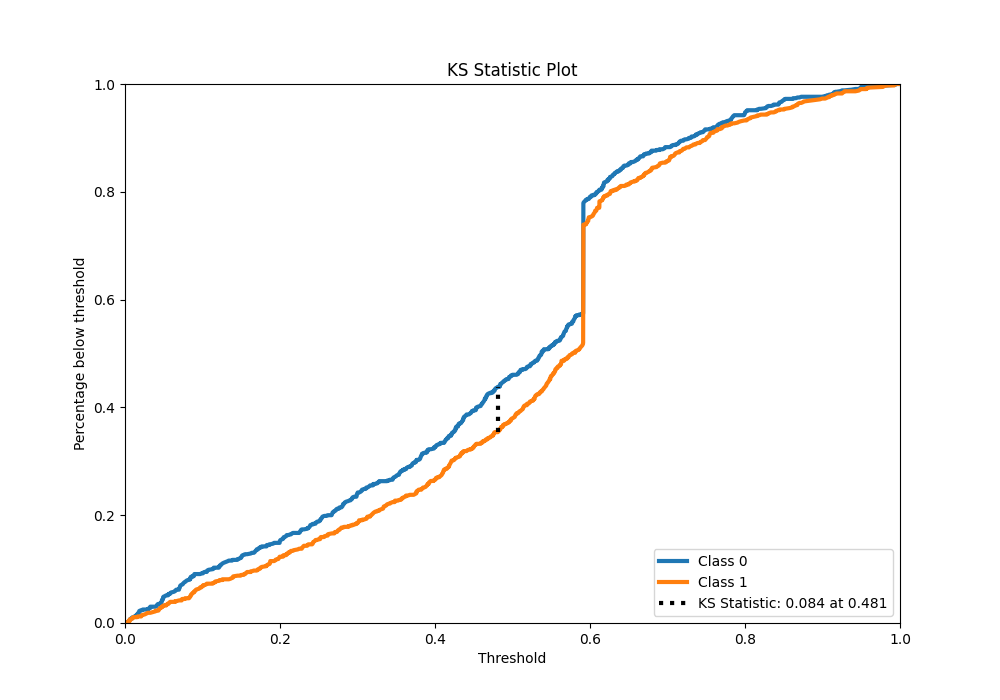 KS Statistic Plot
1.0
0.8
0.6
0.4
0.2
0.0
Percentage below threshold
0.0 0.2 0.4 0.6 0.8 1.0
Threshold
Class 0
Class 1
KS Statistic: 0.084 at 0.481